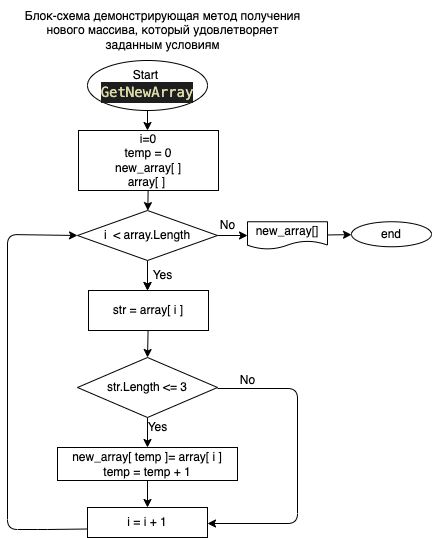 Блок-схема демонстрирующая метод получения
нового массива, который удовлетворяет
заданным условиям
Start
GetNewArray
i=0
temp = 0
new_array[ ]
array[ ]
i < array.Length
No
new_array[]
end
Yes
str = array[ i ]
str.Length <= 3
No
Yes
new_array[ temp ]= array[ i ]
temp = temp + 1
i = i + 1